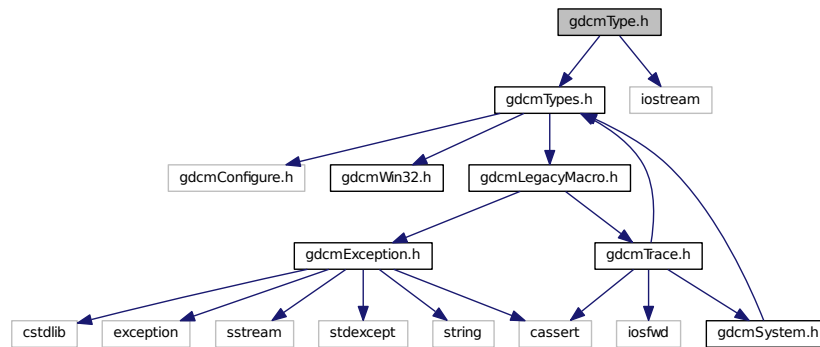 gdcmType.h
gdcmTypes.h
iostream
gdcmConfigure.h
gdcmWin32.h
gdcmLegacyMacro.h
gdcmException.h
gdcmTrace.h
cstdlib
exception
sstream
stdexcept
string
cassert
iosfwd
gdcmSystem.h